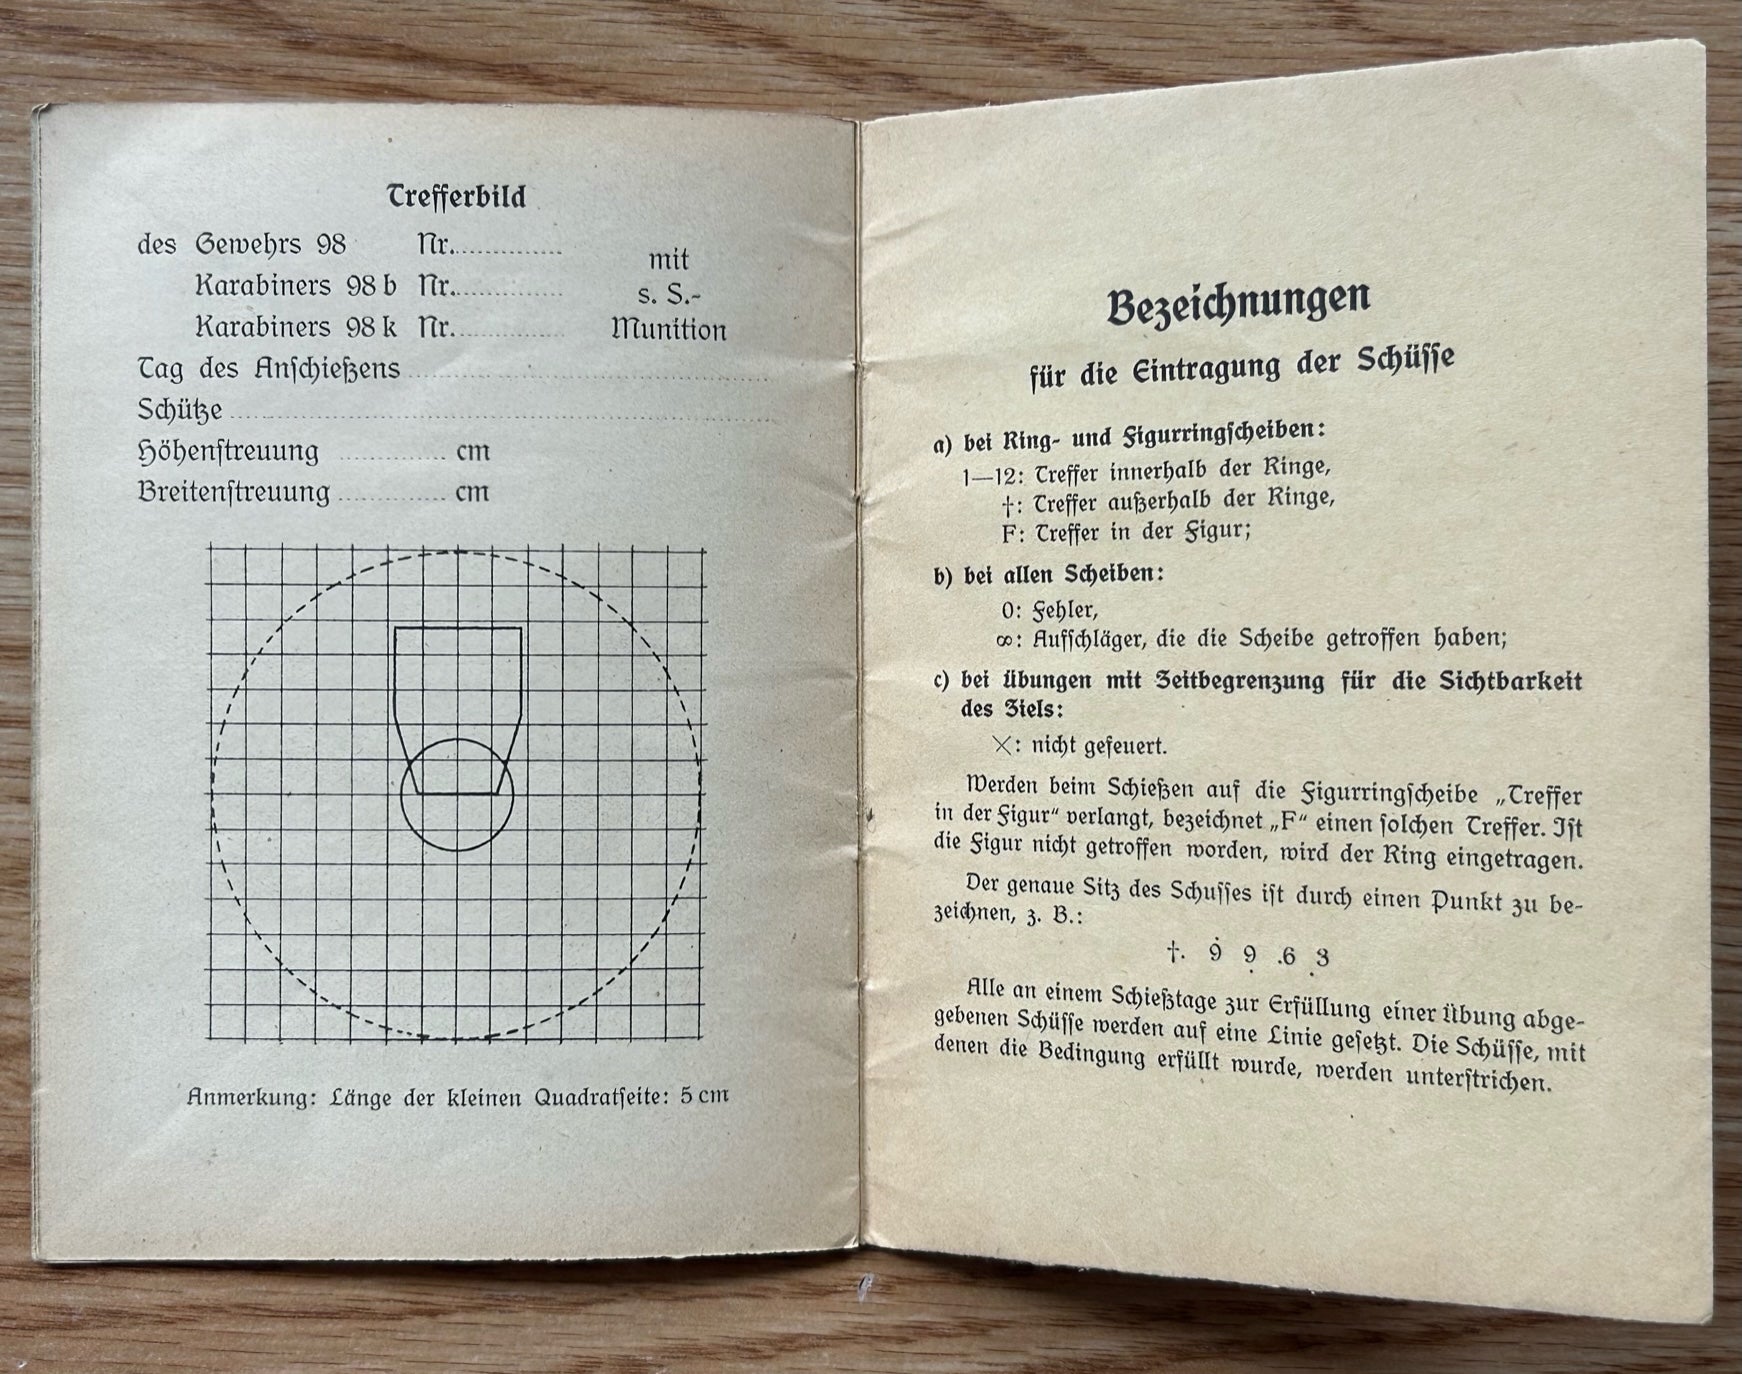 Trefferbild
des Gewehrs 98 Nr. ............ mit
Karabiners 98 b Nr. ............ s. S.-
Karabiners 98 k Nr. ............ Munition
Tag des Anſchießens ............
Schütze ............
Höhenſtreuung ............ cm
Breitenſtreuung ............ cm
Anmerkung: Länge der kleinen Quadratſeite: 5 cm
Bezeichnungen
für die Eintragung der Schüſſe
a) bei Ring- und Figurringſcheiben:
1—12: Treffer innerhalb der Ringe,
†: Treffer außerhalb der Ringe,
F: Treffer in der Figur;
b) bei allen Scheiben:
0: Fehler,
∞: Aufſchläger, die die Scheibe getroffen haben;
c) bei Übungen mit Zeitbegrenzung für die Sichtbarkeit
des Ziels:
×: nicht gefeuert.
Werden beim Schießen auf die Figurringſcheibe „Treffer
in der Figur“ verlangt, bezeichnet „F“ einen ſolchen Treffer. Iſt
die Figur nicht getroffen worden, wird der Ring eingetragen.
Der genaue Sitz des Schuſſes iſt durch einen Punkt zu be-
zeichnen, z. B.:
†. 9̇ 9̣ .6 3̣
Alle an einem Schießtage zur Erfüllung einer Übung abge-
gebenen Schüſſe werden auf eine Linie geſetzt. Die Schüſſe, mit
denen die Bedingung erfüllt wurde, werden unterſtrichen.